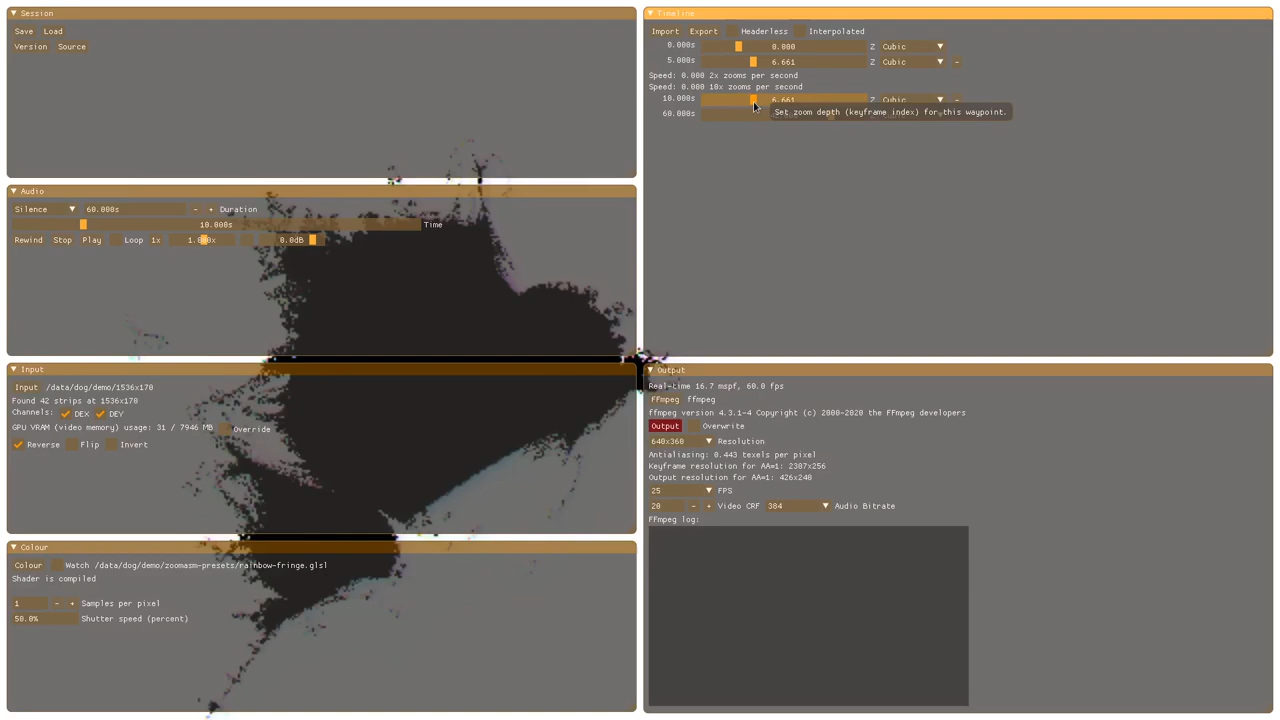 Session
Save Load
Version Source
Audio
Silence 60.000s - + Duration
10.000s Time
Rewind Stop Play Loop 1x 0.0dB
Input
Input /data/dog/demo/1536x170
Found 42 strips at 1536x170
Channels: DEX DEY
GPU VRAM (video memory) usage: 31 / 7946 MB Override
Reverse Flip Invert
Colour
Colour Watch /data/dog/demo/zoomasm-presets/rainbow-fringe.glsl
Shader is compiled
1 - + Samples per pixel
50.0% Shutter speed (percent)
Timeline
Import Export Headerless Interpolated
0.000s 0.000 Z Cubic
5.000s 6.661 Z Cubic -
Speed: 0.000 2x zooms per second
Speed: 0.000 10x zooms per second
10.000s 6.661 Z Cubic -
60.000s
Set zoom depth (keyframe index) for this waypoint.
Output
Real-time 16.7 mspf, 60.0 fps
FFmpeg ffmpeg
ffmpeg version 4.3.1-4 Copyright (c) 2000-2020 the FFmpeg developers
Output Overwrite
640x360 Resolution
Antialiasing: 0.443 texels per pixel
Keyframe resolution for AA=1: 2387x256
Output resolution for AA=1: 426x240
25 FPS
20 - + Video CRF 384 Audio Bitrate
FFmpeg log: